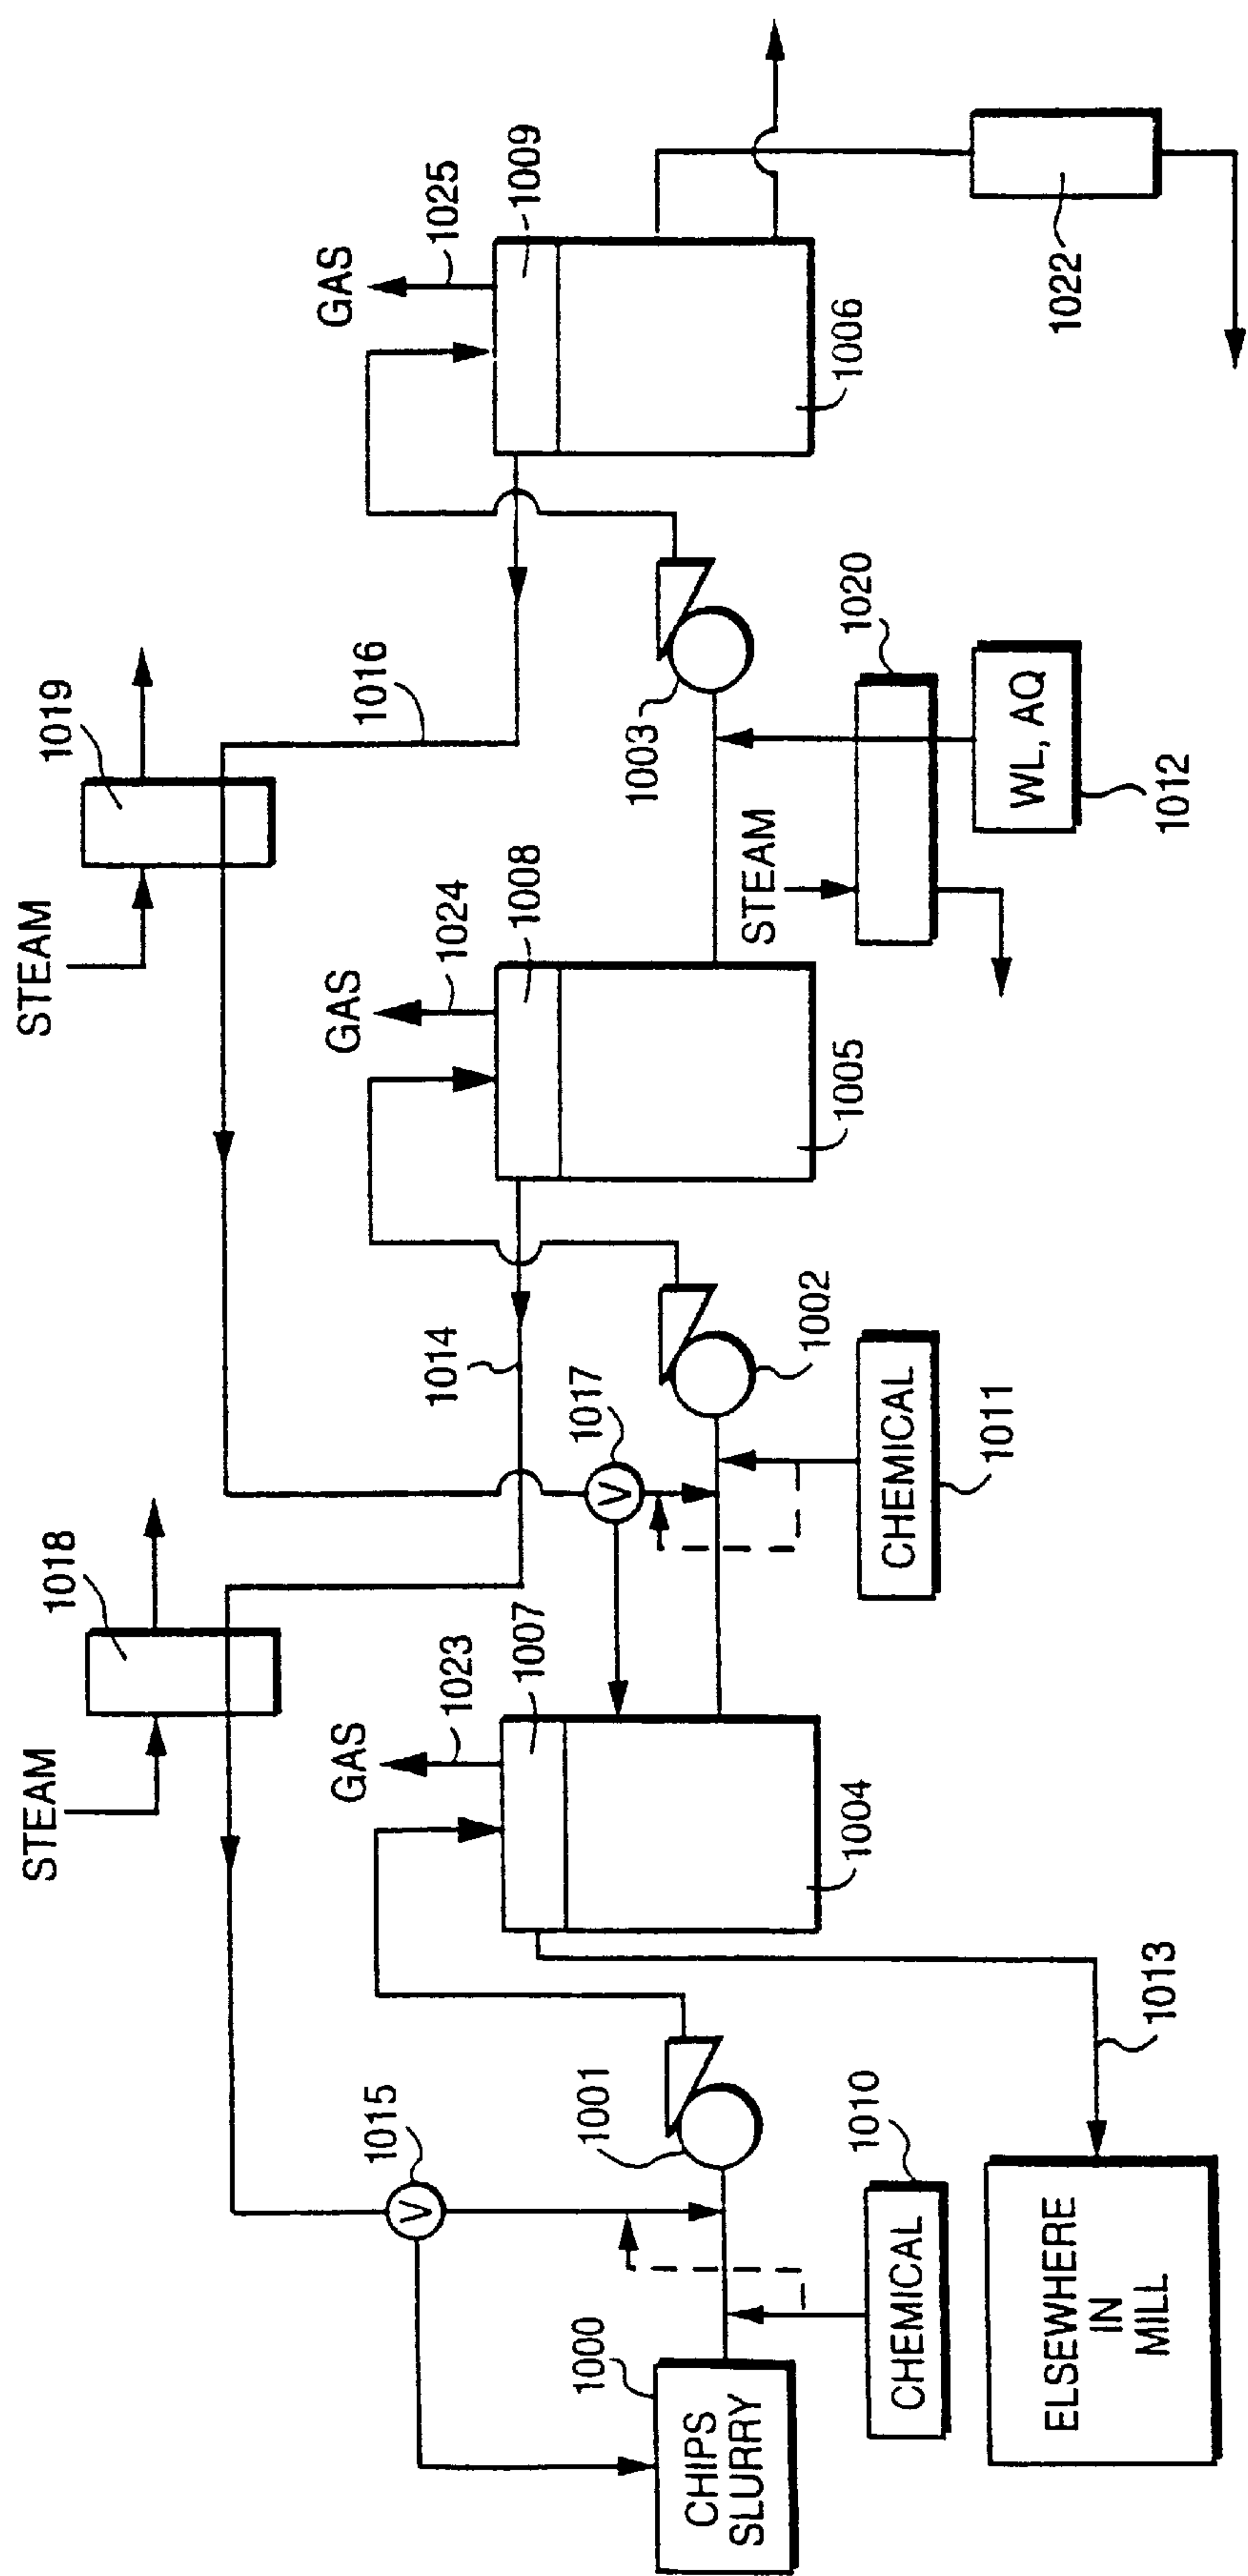 STEAM
1018
STEAM
1019
GAS
1023
1007
GAS
1024
1008
GAS
1025
1009
1014
1016
1015
1017
1000
CHIPS
SLURRY
1001
1004
1002
1005
1003
1006
CHEMICAL
1010
CHEMICAL
1011
STEAM
1020
WL, AQ
1012
1022
ELSEWHERE
IN
MILL
1013